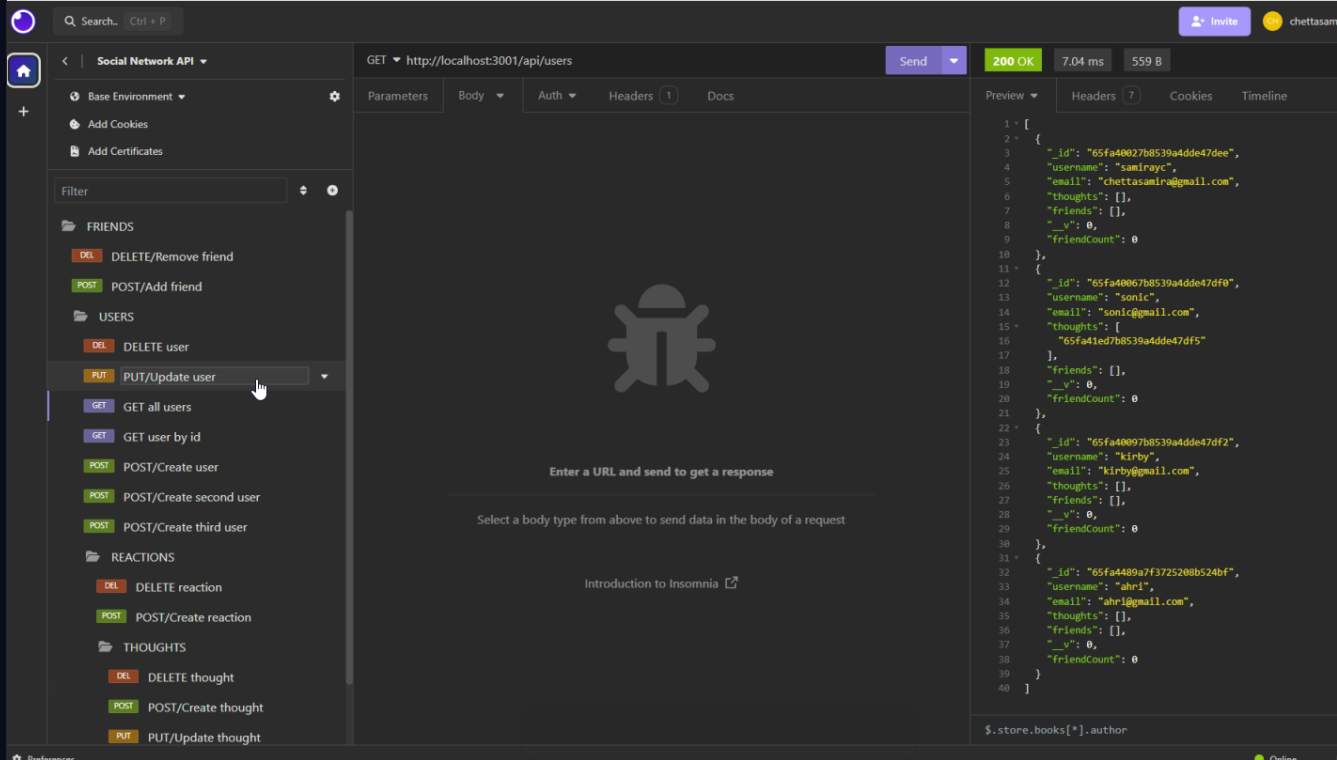 Search.. Ctrl + P
Invite
CH chettasam
Social Network API
Base Environment
Add Cookies
Add Certificates
Filter
FRIENDS
DEL DELETE/Remove friend
POST POST/Add friend
USERS
DEL DELETE user
PUT PUT/Update user
GET GET all users
GET GET user by id
POST POST/Create user
POST POST/Create second user
POST POST/Create third user
REACTIONS
DEL DELETE reaction
POST POST/Create reaction
THOUGHTS
DEL DELETE thought
POST POST/Create thought
PUT PUT/Update thought
Preferences
GET http://localhost:3001/api/users
Send
Parameters Body Auth Headers 1 Docs
Enter a URL and send to get a response
Select a body type from above to send data in the body of a request
Introduction to Insomnia
200 OK 7.04 ms 559 B
Preview Headers 7 Cookies Timeline
1 [
2 {
3 "_id": "65fa40027b8539a4dde47dee",
4 "username": "samirayc",
5 "email": "chettasamira@gmail.com",
6 "thoughts": [],
7 "friends": [],
8 "__v": 0,
9 "friendCount": 0
10 },
11 {
12 "_id": "65fa40067b8539a4dde47df0",
13 "username": "sonic",
14 "email": "sonic@gmail.com",
15 "thoughts": [
16 "65fa41ed7b8539a4dde47df5"
17 ],
18 "friends": [],
19 "__v": 0,
20 "friendCount": 0
21 },
22 {
23 "_id": "65fa40097b8539a4dde47df2",
24 "username": "kirby",
25 "email": "kirby@gmail.com",
26 "thoughts": [],
27 "friends": [],
28 "__v": 0,
29 "friendCount": 0
30 },
31 {
32 "_id": "65fa4489a7f3725208b524bf",
33 "username": "ahri",
34 "email": "ahri@gmail.com",
35 "thoughts": [],
36 "friends": [],
37 "__v": 0,
38 "friendCount": 0
39 }
40 ]
$.store.books[*].author
Online